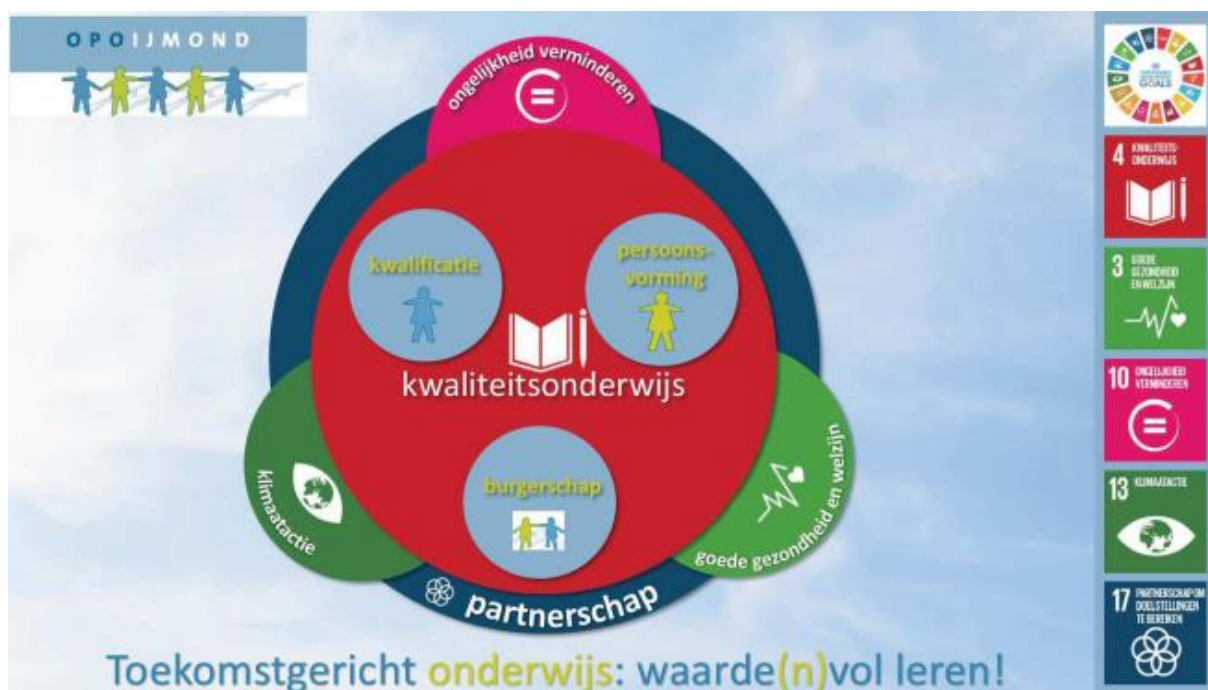 OPOIJMOND
ongelijkheid verminderen
kwalificatie
persoons-
vorming
kwaliteitsonderwijs
burgerschap
klimaatactie
goede gezondheid en welzijn
partnerschap
Toekomstgericht onderwijs: waarde(n)vol leren!
GOALS
4 KWALITEITS-
ONDERWIJS
3 GOEDE
GEZONDHEID
EN WELZIJN
10 ONGELIJKHEID
VERMINDEREN
13 KLIMAATACTIE
17 PARTNERSCHAP OM
DOELSTELLINGEN
TE BEREIKEN